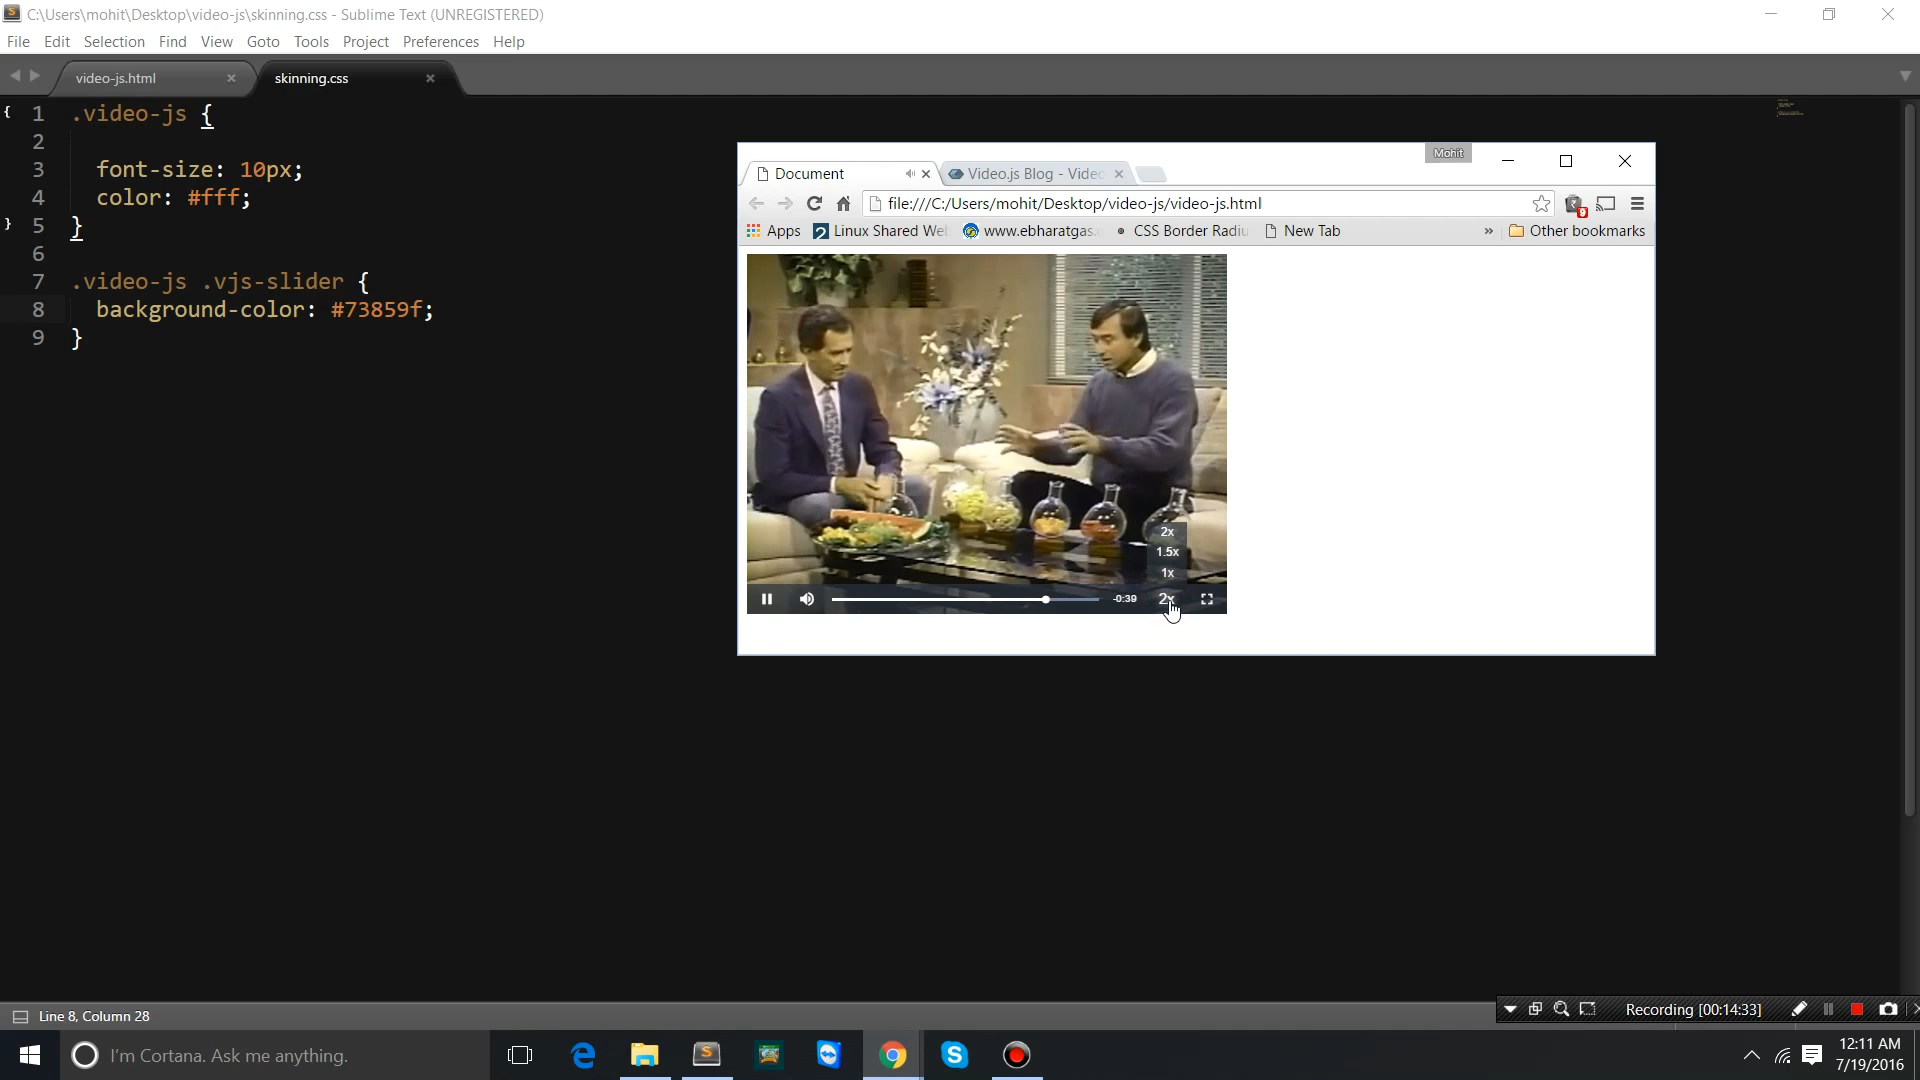 C:\Users\mohit\Desktop\video-js\skinning.css - Sublime Text (UNREGISTERED)
File Edit Selection Find View Goto Tools Project Preferences Help
video-js.html
skinning.css
1 .video-js {
2
3 font-size: 10px;
4 color: #fff;
5 }
6
7 .video-js .vjs-slider {
8 background-color: #73859f;
9 }
Mohit
Document
Video.js Blog - Video
file:///C:/Users/mohit/Desktop/video-js/video-js.html
Apps
Linux Shared We
www.ebharatgas.
CSS Border Radiu
New Tab
»
Other bookmarks
2x
1.5x
1x
-0:39
2x
Line 8, Column 28
Recording [00:14:33]
I'm Cortana. Ask me anything.
12:11 AM
7/19/2016